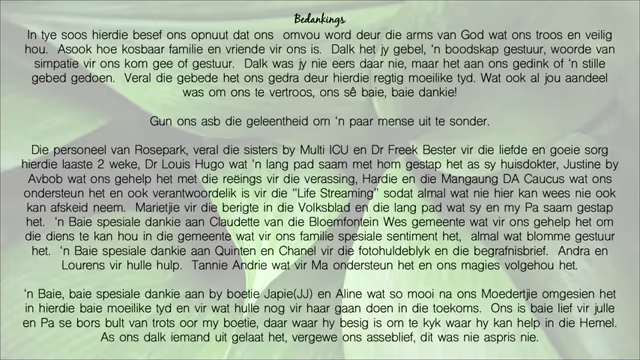 Bedankings
In tye soos hierdie besef ons opnuut dat ons omvou word deur die arms van God wat ons troos en veilig
hou. Asook hoe kosbaar familie en vriende vir ons is. Dalk het jy gebel, 'n boodskap gestuur, woorde van
simpatie vir ons kom gee of gestuur. Dalk was jy nie eers daar nie, maar het aan ons gedink of 'n stille
gebed gedoen. Veral die gebede het ons gedra deur hierdie regtig moeilike tyd. Wat ook al jou aandeel
was om ons te vertroos, ons sê baie, baie dankie!
Gun ons asb die geleentheid om 'n paar mense uit te sonder.
Die personeel van Rosepark, veral die sisters by Multi ICU en Dr Freek Bester vir die liefde en goeie sorg
hierdie laaste 2 weke, Dr Louis Hugo wat 'n lang pad saam met hom gestap het as sy huisdokter, Justine by
Avbob wat ons gehelp het met die reëings vir die verassing, Hardie en die Mangaung DA Caucus wat ons
ondersteun het en ook verantwoordelik is vir die "Life Streaming" sodat almal wat nie hier kan wees nie ook
kan afskeid neem. Marietjie vir die berigte in die Volksblad en die lang pad wat sy en my Pa saam gestap
het. 'n Baie spesiale dankie aan Claudette van die Bloemfontein Wes gemeente wat vir ons gehelp het om
die diens te kan hou in die gemeente wat vir ons familie spesiale sentiment het, almal wat blomme gestuur
het. 'n Baie spesiale dankie aan Quinten en Chanel vir die fotohuldeblyk en die begrafnisbrief. Andra en
Lourens vir hulle hulp. Tannie Andrie wat vir Ma ondersteun het en ons magies volgehou het.
'n Baie, baie spesiale dankie aan by boetie Japie(JJ) en Aline wat so mooi na ons Moedertjie omgesien het
in hierdie baie moeilike tyd en vir wat hulle nog vir haar gaan doen in die toekoms. Ons is baie lief vir julle
en Pa se bors bult van trots oor my boetie, daar waar hy besig is om te kyk waar hy kan help in die Hemel.
As ons dalk iemand uit gelaat het, vergewe ons asseblief, dit was nie aspris nie.